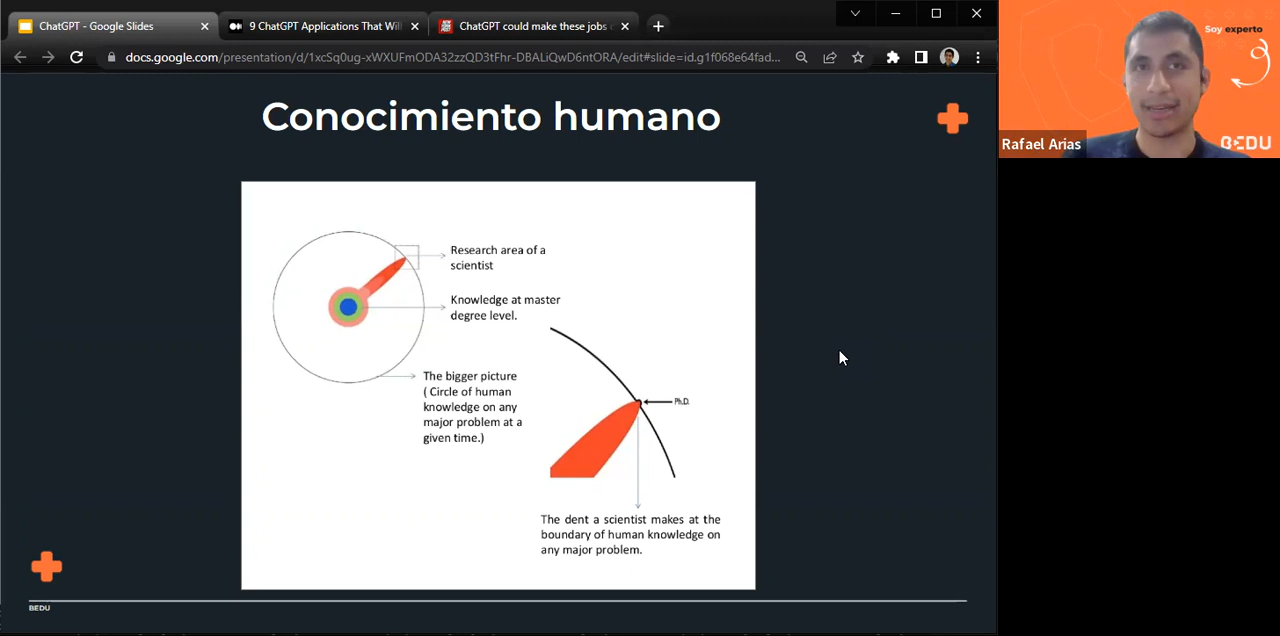 ChatGPT - Google Slides
9 ChatGPT Applications That Will
ChatGPT could make these jobs
docs.google.com/presentation/d/1xcSq0ug-xWXUFmODA32zzQD3tFhr-DBALiQwD6ntORA/edit#slide=id.g1f068e64fad...
Soy experto
BEDU
Rafael Arias
Conocimiento humano
Research area of a
scientist
Knowledge at master
degree level.
The bigger picture
( Circle of human
knowledge on any
major problem at a
given time.)
Ph.D.
The dent a scientist makes at the
boundary of human knowledge on
any major problem.
BEDU